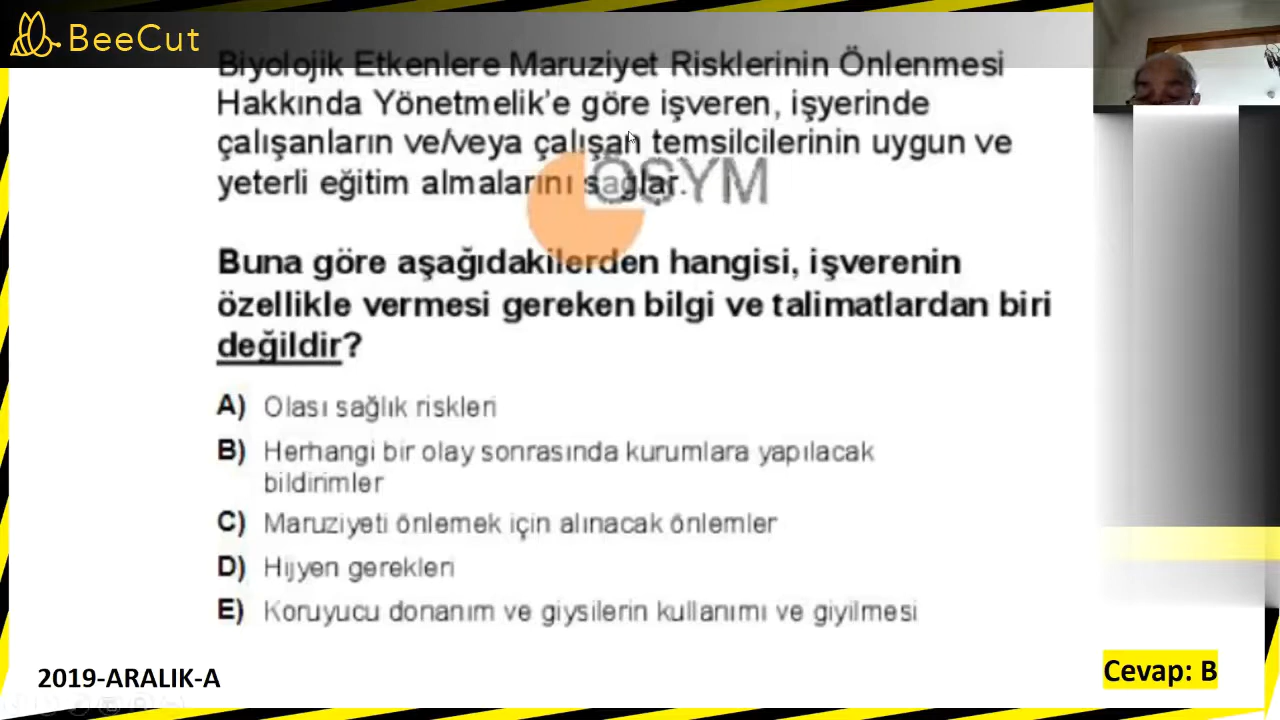 BeeCut
Biyolojik Etkenlere Maruziyet Risklerinin Önlenmesi
Hakkında Yönetmelik'e göre işveren, işyerinde
çalışanların ve/veya çalışan temsilcilerinin uygun ve
yeterli eğitim almalarını sağlar.
ÖSYM
Buna göre aşağıdakilerden hangisi, işverenin
özellikle vermesi gereken bilgi ve talimatlardan biri
değildir?
A) Olası sağlık riskleri
B) Herhangi bir olay sonrasında kurumlara yapılacak
bildirimler
C) Maruziyeti önlemek için alınacak önlemler
D) Hijyen gerekleri
E) Koruyucu donanım ve giysilerin kullanımı ve giyilmesi
2019-ARALIK-A
Cevap: B